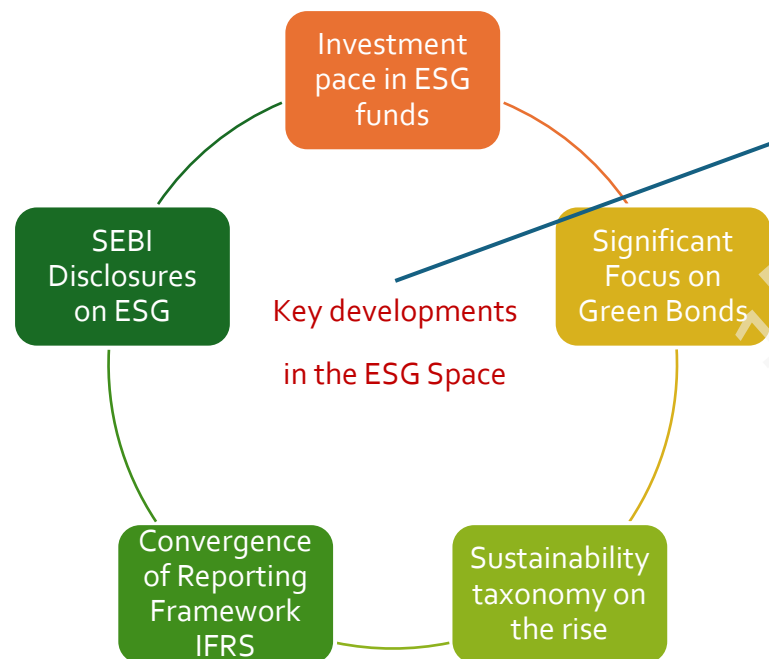 Investment
pace in ESG
funds
SEBI
Disclosures
on ESG
Significant
Focus on
Green Bonds
Key developments
in the ESG Space
Convergence
of Reporting
Framework
IFRS
Sustainability
taxonomy on
the rise